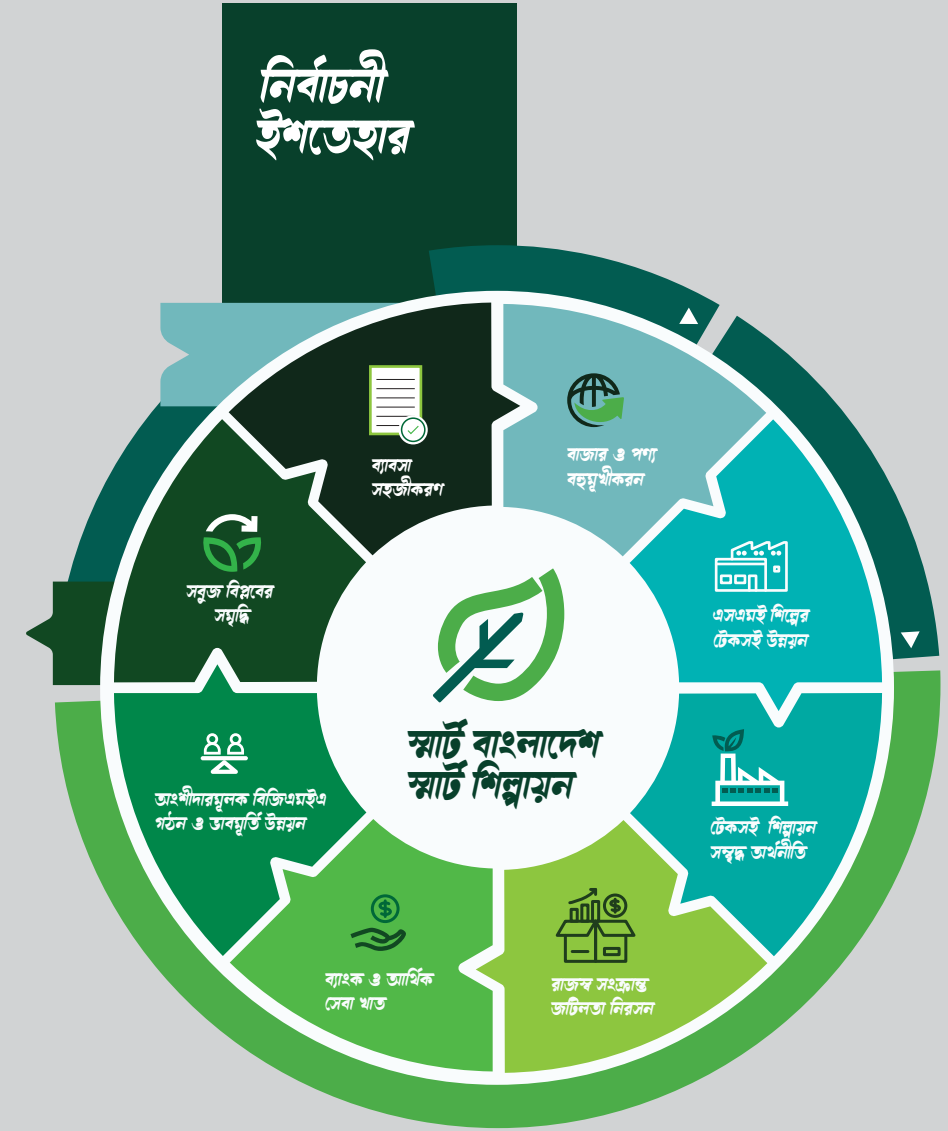 নির্বাচনী
ইশতেহার
ব্যাবসা
সহজীকরণ
বাজার ও পণ্য
বহুমূখীকরন
এসএমই শিল্পের
টেকসই উন্নয়ন
টেকসই শিল্পায়ন
সম্বৃদ্ধ অর্থনীতি
রাজস্ব সংক্রান্ত
জটিলতা নিরসন
ব্যাংক ও আর্থিক
সেবা খাত
অংশীদারমূলক বিজিএমইএ
গঠন ও ভাবমূর্তি উন্নয়ন
সবুজ বিপ্লবের
সমৃদ্ধি
স্মার্ট বাংলাদেশ
স্মার্ট শিল্পায়ন